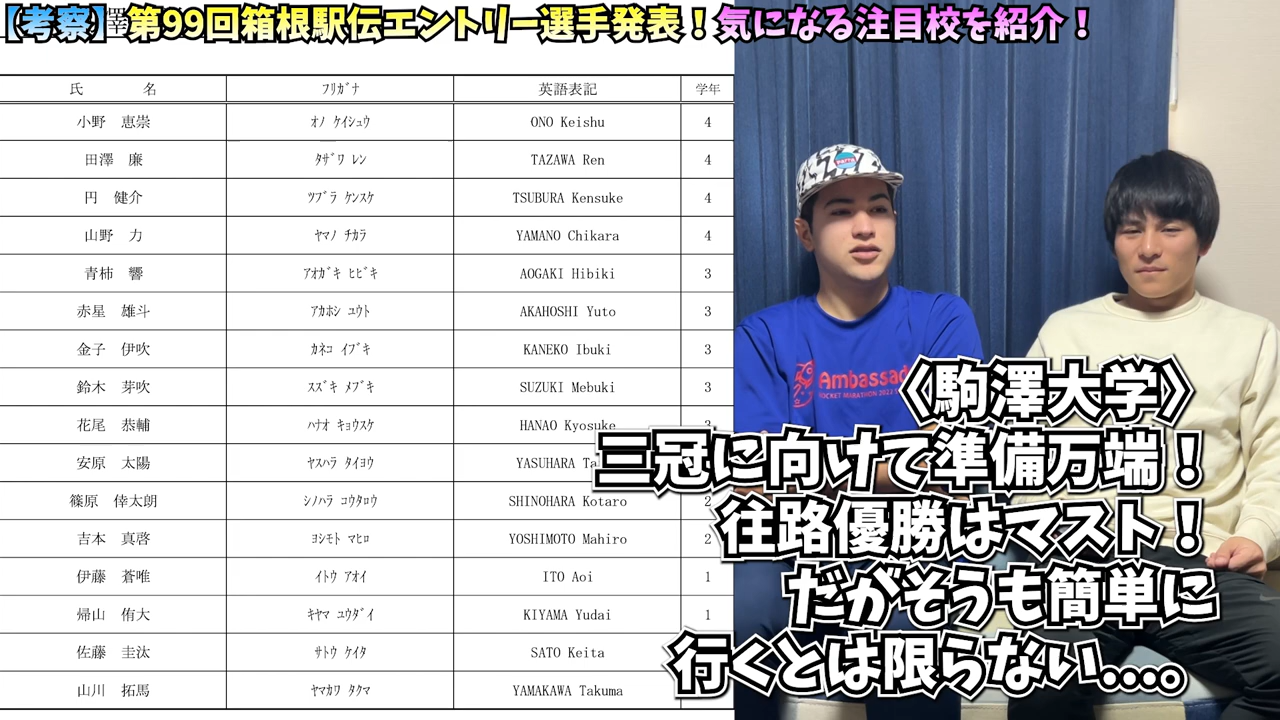 【考察】第99回箱根駅伝エントリー選手発表！気になる注目校を紹介！
氏 名 ﾌﾘｶﾞﾅ 英語表記 学年
小野 恵崇 ｵﾉ ｹｲｼｭｳ ONO Keishu 4
田澤 廉 ﾀｻﾞﾜ ﾚﾝ TAZAWA Ren 4
円 健介 ﾂﾌﾞﾗ ｹﾝｽｹ TSUBURA Kensuke 4
山野 力 ﾔﾏﾉ ﾁｶﾗ YAMANO Chikara 4
青柿 響 ｱｵｶﾞｷ ﾋﾋﾞｷ AOGAKI Hibiki 3
赤星 雄斗 ｱｶﾎｼ ﾕｳﾄ AKAHOSHI Yuto 3
金子 伊吹 ｶﾈｺ ｲﾌﾞｷ KANEKO Ibuki 3
鈴木 芽吹 ｽｽﾞｷ ﾒﾌﾞｷ SUZUKI Mebuki 3
花尾 恭輔 ﾊﾅｵ ｷｮｳｽｹ HANAO Kyosuke
安原 太陽 ﾔｽﾊﾗ ﾀｲﾖｳ YASUHARA
篠原 倖太朗 ｼﾉﾊﾗ ｺｳﾀﾛｳ SHINOHARA Kotaro 2
吉本 真啓 ﾖｼﾓﾄ ﾏﾋﾛ YOSHIMOTO Mahiro 2
伊藤 蒼唯 ｲﾄｳ ｱｵｲ ITO Aoi 1
帰山 侑大 ｷﾔﾏ ﾕｳﾀﾞｲ KIYAMA Yudai 1
佐藤 圭汰 ｻﾄｳ ｹｲﾀ SATO Keita
山川 拓馬 ﾔﾏｶﾜ ﾀｸﾏ YAMAKAWA Takuma
〈駒澤大学〉
三冠に向けて準備万端！
往路優勝はマスト！
だがそうも簡単に
行くとは限らない....。